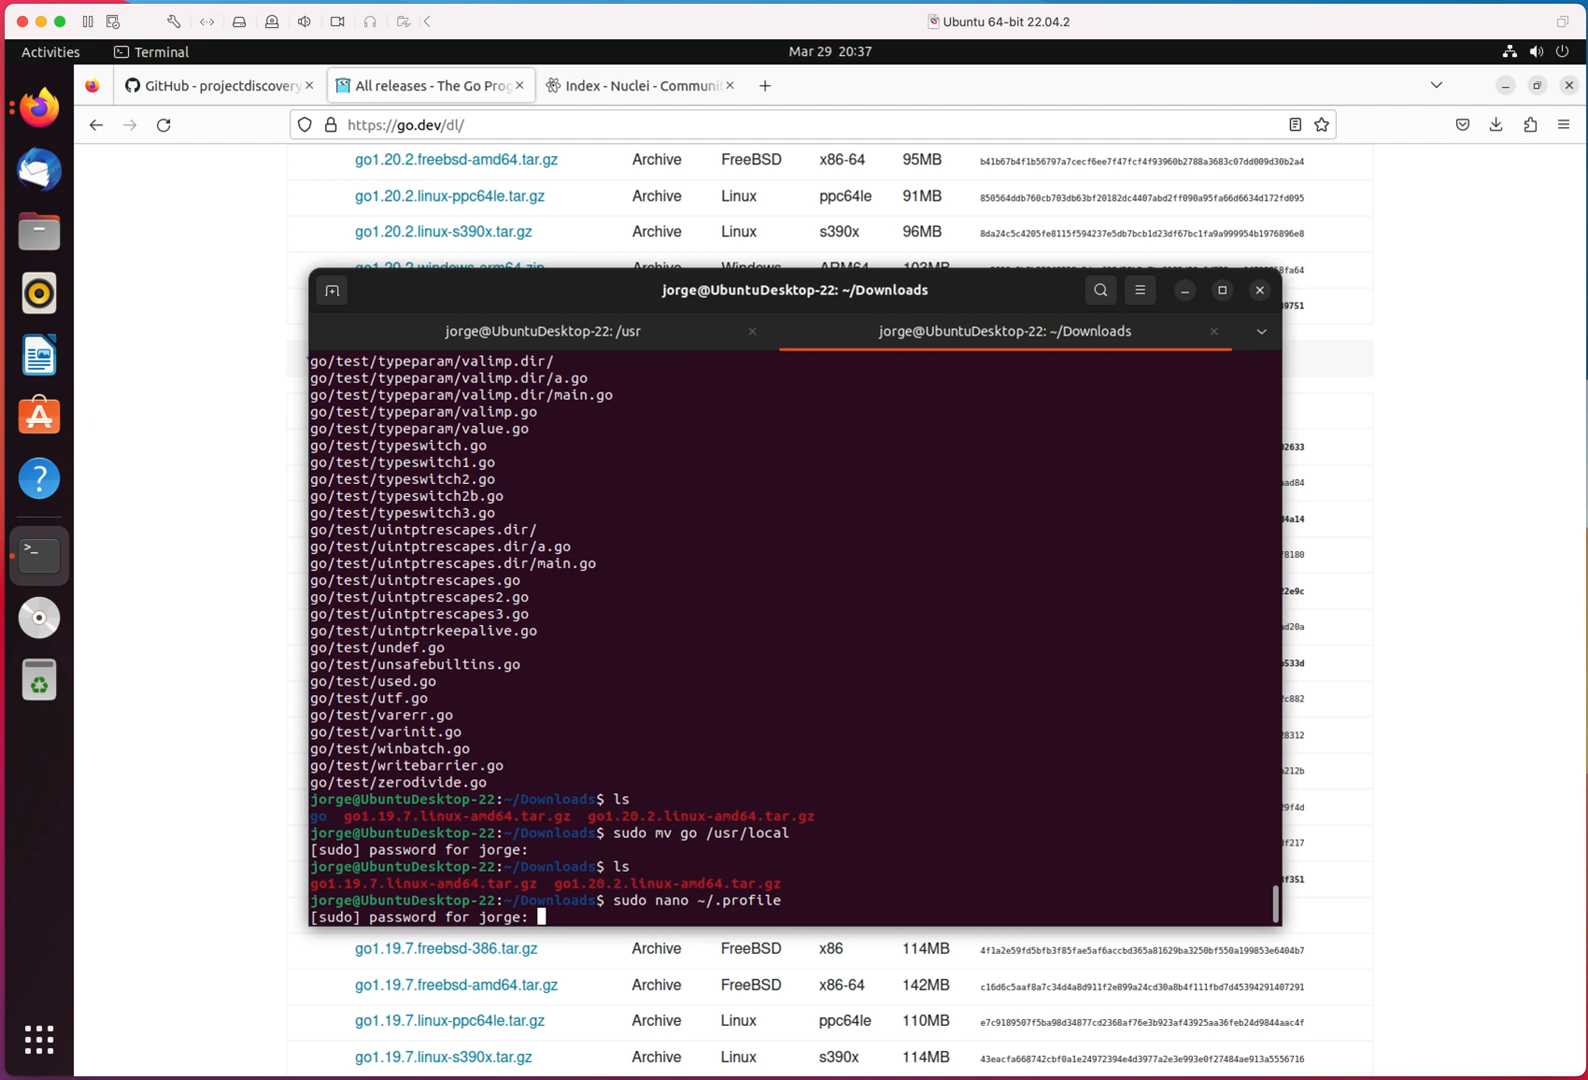 Ubuntu 64-bit 22.04.2
Activities
Terminal
Mar 29 20:37
GitHub - projectdiscovery
All releases - The Go Prog
Index - Nuclei - Communit
https://go.dev/dl/
go1.20.2.freebsd-amd64.tar.gz Archive FreeBSD x86-64 95MB b41b67b4f1b56797a7cecf6ee7f47fcf4f93960b2788a3683c07dd009d30b2a4
go1.20.2.linux-ppc64le.tar.gz Archive Linux ppc64le 91MB 850564ddb760cb703db63bf20182dc4407abd2ff090a95fa66d6634d172fd095
go1.20.2.linux-s390x.tar.gz Archive Linux s390x 96MB 8da24c5c4205fe8115f594237e5db7bcb1d23df67bc1fa9a999954b1976896e8
jorge@UbuntuDesktop-22: ~/Downloads
jorge@UbuntuDesktop-22: /usr
jorge@UbuntuDesktop-22: ~/Downloads
go/test/typeparam/valimp.dir/
go/test/typeparam/valimp.dir/a.go
go/test/typeparam/valimp.dir/main.go
go/test/typeparam/valimp.go
go/test/typeparam/value.go
go/test/typeswitch.go
go/test/typeswitch1.go
go/test/typeswitch2.go
go/test/typeswitch2b.go
go/test/typeswitch3.go
go/test/uintptrescapes.dir/
go/test/uintptrescapes.dir/a.go
go/test/uintptrescapes.dir/main.go
go/test/uintptrescapes.go
go/test/uintptrescapes2.go
go/test/uintptrescapes3.go
go/test/uintptrkeepalive.go
go/test/undef.go
go/test/unsafebuiltins.go
go/test/used.go
go/test/utf.go
go/test/varerr.go
go/test/varinit.go
go/test/winbatch.go
go/test/writebarrier.go
go/test/zerodivide.go
jorge@UbuntuDesktop-22:~/Downloads$ ls
go go1.19.7.linux-amd64.tar.gz go1.20.2.linux-amd64.tar.gz
jorge@UbuntuDesktop-22:~/Downloads$ sudo mv go /usr/local
[sudo] password for jorge:
jorge@UbuntuDesktop-22:~/Downloads$ ls
go1.19.7.linux-amd64.tar.gz go1.20.2.linux-amd64.tar.gz
jorge@UbuntuDesktop-22:~/Downloads$ sudo nano ~/.profile
[sudo] password for jorge:
go1.19.7.freebsd-386.tar.gz Archive FreeBSD x86 114MB 4f1a2e59fd5bfb3f85fae5af6accbd365a81629ba3250bf550a199853e6404b7
go1.19.7.freebsd-amd64.tar.gz Archive FreeBSD x86-64 142MB c16d6c5aaf8a7c34d4a8d911f2e899a24cd30a8b4f111fbd7d45394291407291
go1.19.7.linux-ppc64le.tar.gz Archive Linux ppc64le 110MB e7c9189507f5ba98d34877cd2368af76e3b923af43925aa36feb24d9844aac4f
go1.19.7.linux-s390x.tar.gz Archive Linux s390x 114MB 43eacfa668742cbf0a1e24972394e4d3977a2e3e993e0f27484ae913a5556716